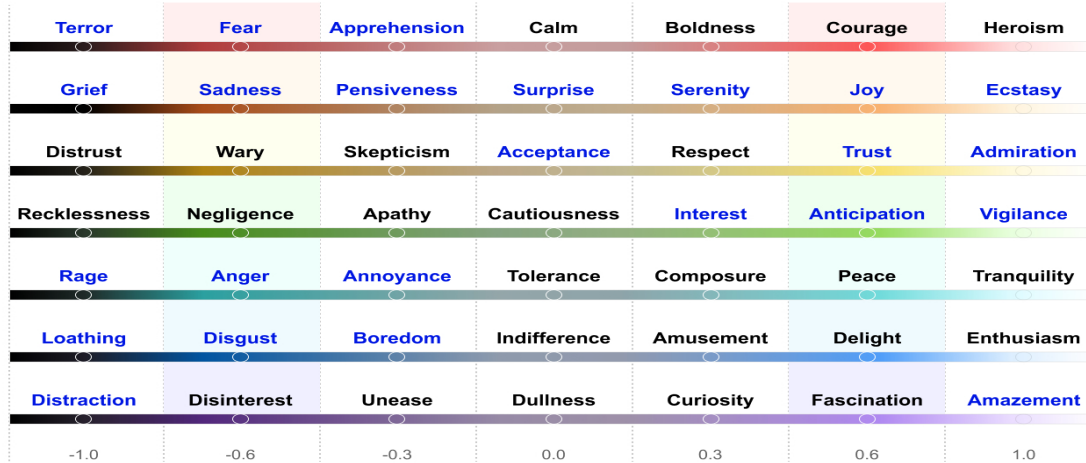 Terror Fear Apprehension Calm Boldness Courage Heroism
Grief Sadness Pensiveness Surprise Serenity Joy Ecstasy
Distrust Wary Skepticism Acceptance Respect Trust Admiration
Recklessness Negligence Apathy Cautiousness Interest Anticipation Vigilance
Rage Anger Annoyance Tolerance Composure Peace Tranquility
Loathing Disgust Boredom Indifference Amusement Delight Enthusiasm
Distraction Disinterest Unease Dullness Curiosity Fascination Amazement
-1.0 -0.6 -0.3 0.0 0.3 0.6 1.0